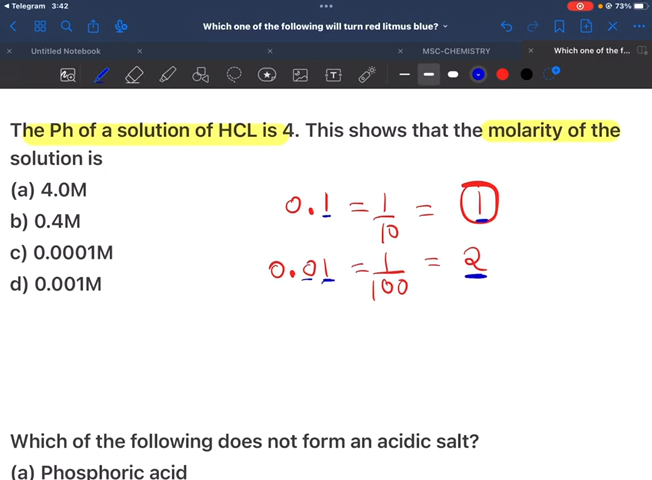 Telegram 3:42
73%
Which one of the following will turn red litmus blue?
Untitled Notebook
MSC-CHEMISTRY
Which one of the f...
The Ph of a solution of HCL is 4. This shows that the molarity of the
solution is
(a) 4.0M
b) 0.4M
c) 0.0001M
d) 0.001M
0.1 = 1/10 = 1
0.01 = 1/100 = 2
Which of the following does not form an acidic salt?
(a) Phosphoric acid